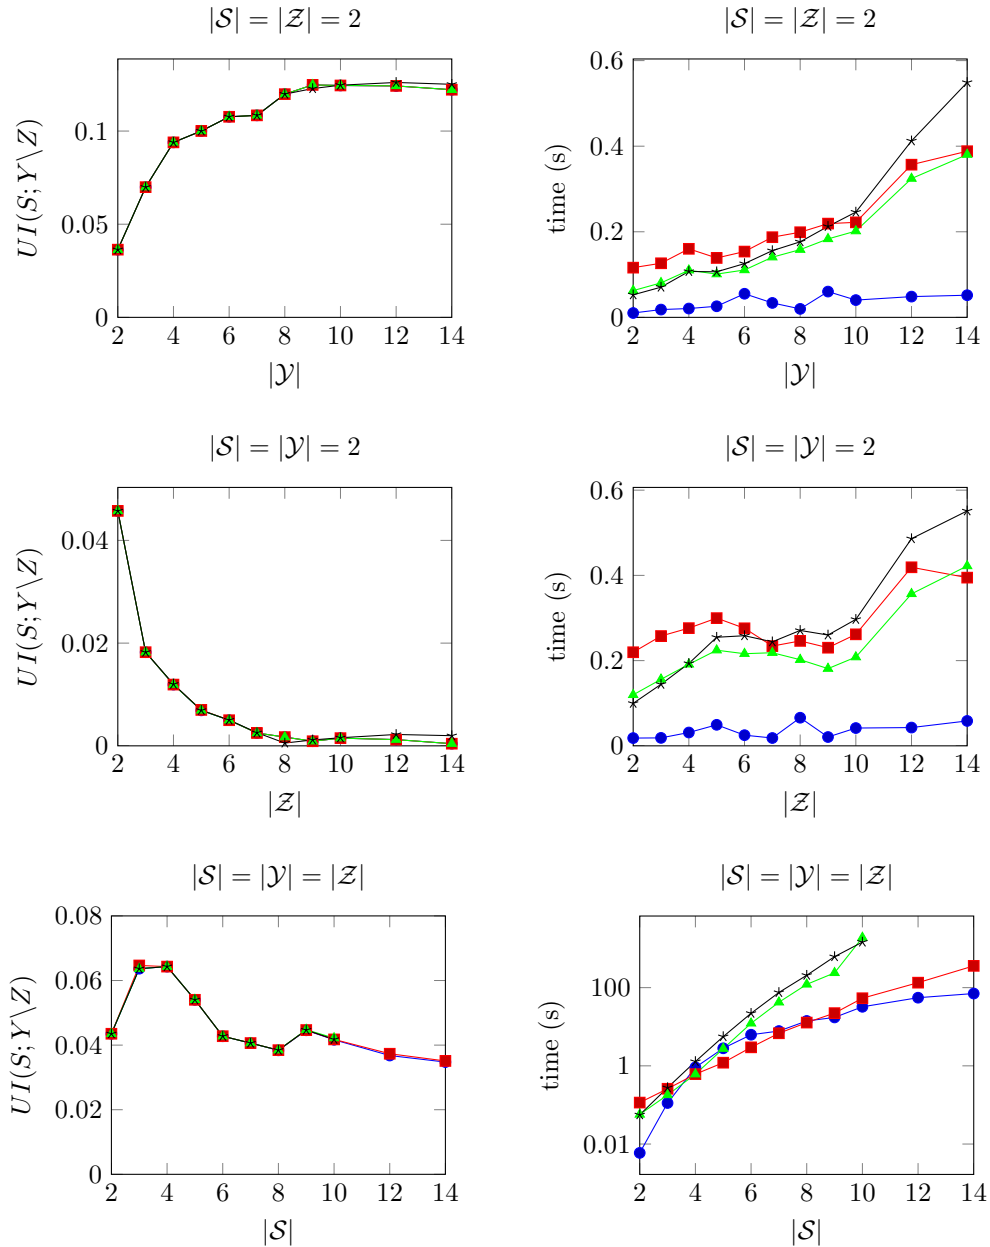 |𝒮| = |𝒵| = 2
UI(S; Y\Z)
0.1
0.05
0
2 4 6 8 10 12 14
|𝒴|
|𝒮| = |𝒵| = 2
time (s)
0.6
0.4
0.2
0
2 4 6 8 10 12 14
|𝒴|
|𝒮| = |𝒴| = 2
UI(S; Y\Z)
0.04
0.02
0
2 4 6 8 10 12 14
|𝒵|
|𝒮| = |𝒴| = 2
time (s)
0.6
0.4
0.2
0
2 4 6 8 10 12 14
|𝒵|
|𝒮| = |𝒴| = |𝒵|
UI(S; Y\Z)
0.08
0.06
0.04
0.02
0
2 4 6 8 10 12 14
|𝒮|
|𝒮| = |𝒴| = |𝒵|
time (s)
100
1
0.01
2 4 6 8 10 12 14
|𝒮|